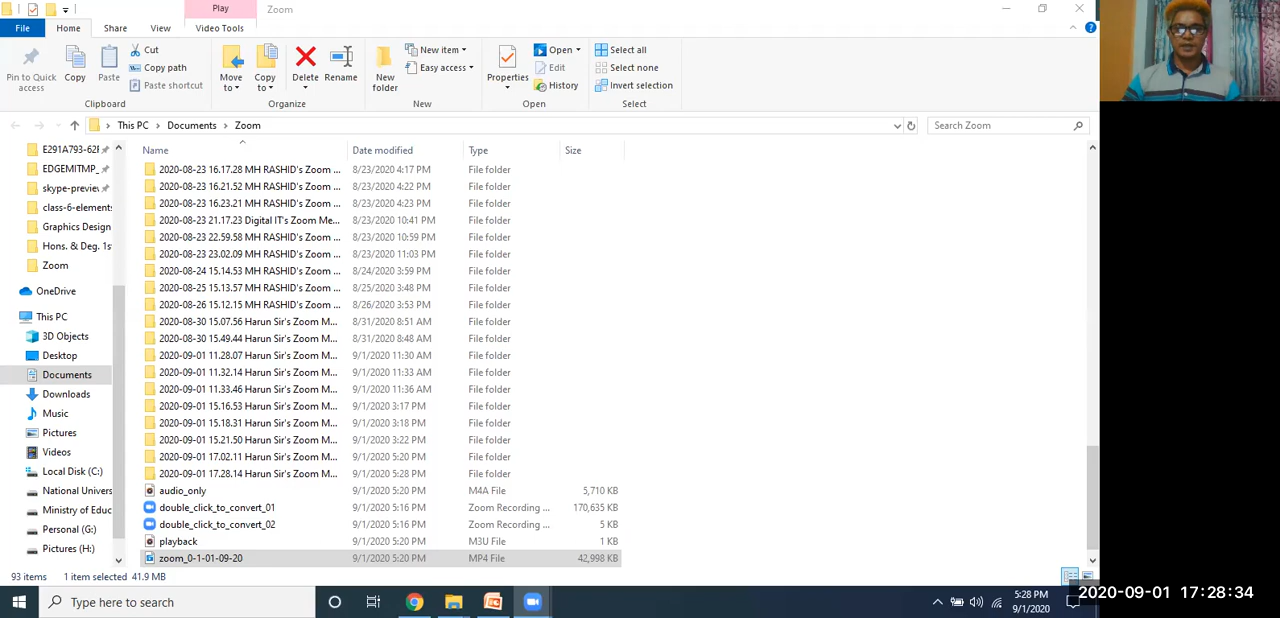 Play
Zoom
File
Home
Share
View
Video Tools
Pin to Quick
access
Copy
Paste
Cut
Copy path
Paste shortcut
Clipboard
Move
to
Copy
to
Delete
Rename
Organize
New
folder
New item
Easy access
New
Properties
Open
Edit
History
Open
Select all
Select none
Invert selection
Select
This PC
Documents
Zoom
Search Zoom
E291A793-62
EDGEMITMP_
skype-previe
class-6-element
Graphics Design
Hons. & Deg. 1s
Zoom
OneDrive
This PC
3D Objects
Desktop
Documents
Downloads
Music
Pictures
Videos
Local Disk (C:)
National Univers
Ministry of Educ
Personal (G:)
Pictures (H:)
Name Date modified Type Size
2020-08-23 16.17.28 MH RASHID's Zoom ... 8/23/2020 4:17 PM File folder
2020-08-23 16.21.52 MH RASHID's Zoom ... 8/23/2020 4:22 PM File folder
2020-08-23 16.23.21 MH RASHID's Zoom ... 8/23/2020 4:23 PM File folder
2020-08-23 21.17.23 Digital IT's Zoom Me... 8/23/2020 10:41 PM File folder
2020-08-23 22.59.58 MH RASHID's Zoom ... 8/23/2020 10:59 PM File folder
2020-08-23 23.02.09 MH RASHID's Zoom ... 8/23/2020 11:03 PM File folder
2020-08-24 15.14.53 MH RASHID's Zoom ... 8/24/2020 3:59 PM File folder
2020-08-25 15.13.57 MH RASHID's Zoom ... 8/25/2020 3:48 PM File folder
2020-08-26 15.12.15 MH RASHID's Zoom ... 8/26/2020 3:53 PM File folder
2020-08-30 15.07.56 Harun Sir's Zoom M... 8/31/2020 8:51 AM File folder
2020-08-30 15.49.44 Harun Sir's Zoom M... 8/31/2020 8:48 AM File folder
2020-09-01 11.28.07 Harun Sir's Zoom M... 9/1/2020 11:30 AM File folder
2020-09-01 11.32.14 Harun Sir's Zoom M... 9/1/2020 11:33 AM File folder
2020-09-01 11.33.46 Harun Sir's Zoom M... 9/1/2020 11:36 AM File folder
2020-09-01 15.16.53 Harun Sir's Zoom M... 9/1/2020 3:17 PM File folder
2020-09-01 15.18.31 Harun Sir's Zoom M... 9/1/2020 3:18 PM File folder
2020-09-01 15.21.50 Harun Sir's Zoom M... 9/1/2020 3:22 PM File folder
2020-09-01 17.02.11 Harun Sir's Zoom M... 9/1/2020 5:20 PM File folder
2020-09-01 17.28.14 Harun Sir's Zoom M... 9/1/2020 5:28 PM File folder
audio_only 9/1/2020 5:20 PM M4A File 5,710 KB
double_click_to_convert_01 9/1/2020 5:16 PM Zoom Recording ... 170,635 KB
double_click_to_convert_02 9/1/2020 5:16 PM Zoom Recording ... 5 KB
playback 9/1/2020 5:20 PM M3U File 1 KB
zoom_0-1-01-09-20 9/1/2020 5:20 PM MP4 File 42,998 KB
93 items 1 item selected 41.9 MB
Type here to search
5:28 PM
9/1/2020
2020-09-01 17:28:34